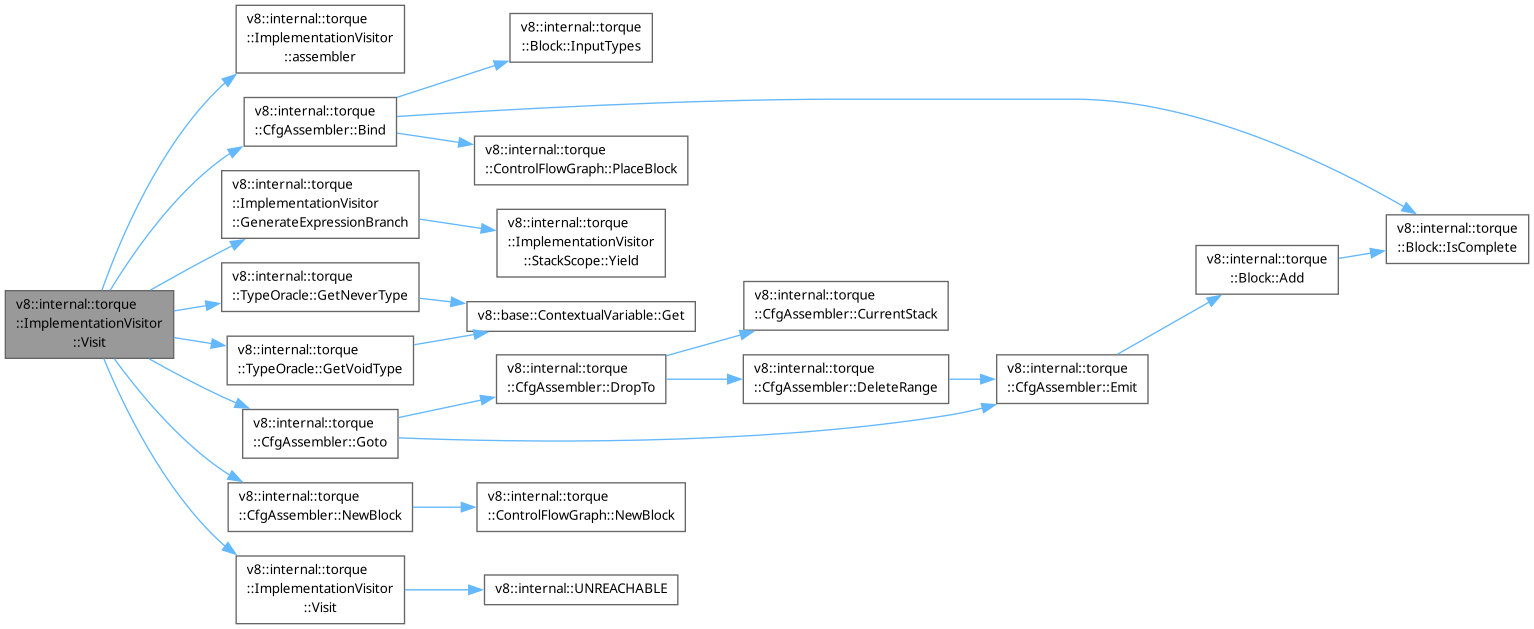 v8::internal::torque
::ImplementationVisitor
::Visit
v8::internal::torque
::ImplementationVisitor
::assembler
v8::internal::torque
::CfgAssembler::Bind
v8::internal::torque
::Block::InputTypes
v8::internal::torque
::ControlFlowGraph::PlaceBlock
v8::internal::torque
::Block::IsComplete
v8::internal::torque
::ImplementationVisitor
::GenerateExpressionBranch
v8::internal::torque
::ImplementationVisitor
::StackScope::Yield
v8::internal::torque
::TypeOracle::GetNeverType
v8::base::ContextualVariable::Get
v8::internal::torque
::TypeOracle::GetVoidType
v8::internal::torque
::CfgAssembler::Goto
v8::internal::torque
::CfgAssembler::DropTo
v8::internal::torque
::CfgAssembler::CurrentStack
v8::internal::torque
::CfgAssembler::DeleteRange
v8::internal::torque
::CfgAssembler::Emit
v8::internal::torque
::Block::Add
v8::internal::torque
::CfgAssembler::NewBlock
v8::internal::torque
::ControlFlowGraph::NewBlock
v8::internal::torque
::ImplementationVisitor
::Visit
v8::internal::UNREACHABLE